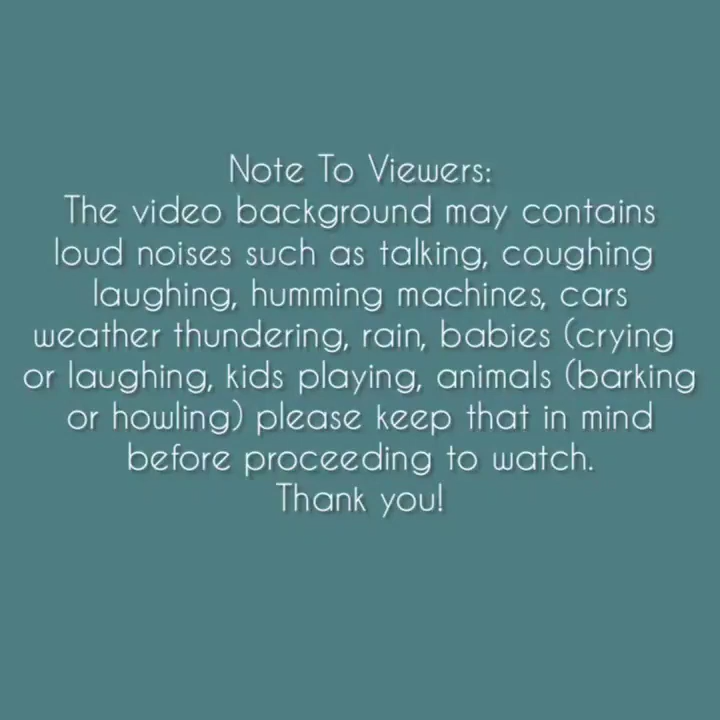 Note To Viewers:
The video background may contains
loud noises such as talking, coughing
laughing, humming machines, cars
weather thundering, rain, babies (crying
or laughing, kids playing, animals (barking
or howling) please keep that in mind
before proceeding to watch.
Thank you!